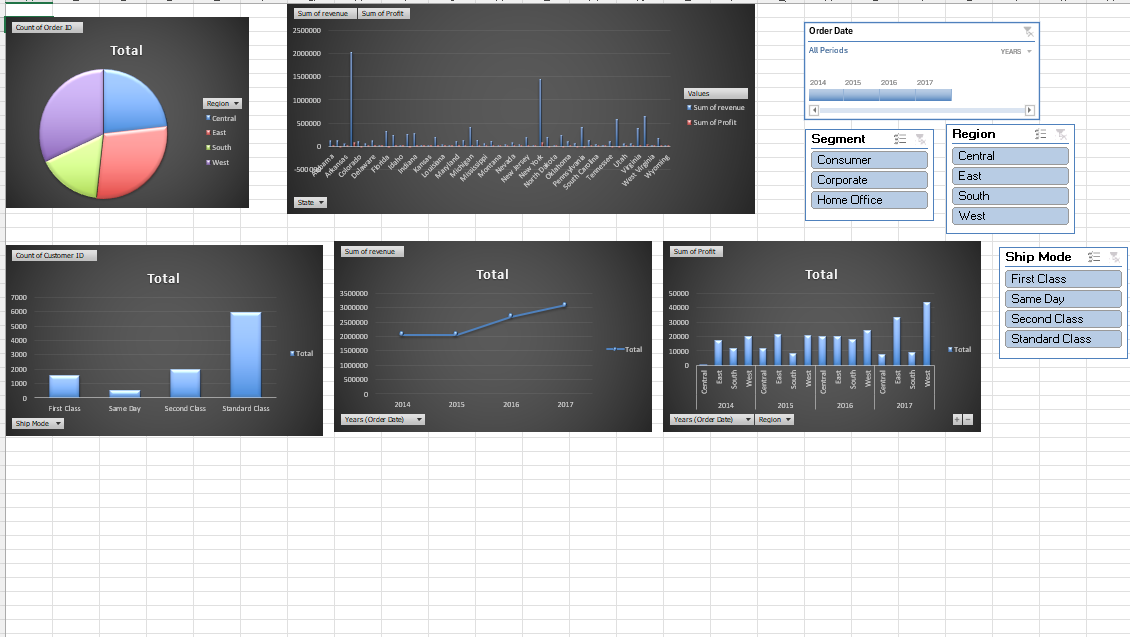 Count of Order ID
Total
Region
Central
East
South
West
Sum of revenue
Sum of Profit
2500000
2000000
1500000
1000000
500000
0
-500000
Alabama
Arkansas
Colorado
Delaware
Florida
Idaho
Indiana
Kansas
Louisiana
Maryland
Michigan
Mississippi
Montana
Nevada
New Jersey
New York
North Dakota
Oklahoma
Pennsylvania
South Carolina
Tennessee
Utah
Virginia
West Virginia
Wyoming
Values
Sum of revenue
Sum of Profit
State
Order Date
All Periods
YEARS
2014 2015 2016 2017
Segment
Consumer
Corporate
Home Office
Region
Central
East
South
West
Count of Customer ID
Total
7000
6000
5000
4000
3000
2000
1000
0
First Class Same Day Second Class Standard Class
Total
Ship Mode
Sum of revenue
Total
3500000
3000000
2500000
2000000
1500000
1000000
500000
0
2014 2015 2016 2017
Total
Years (Order Date)
Sum of Profit
Total
50000
40000
30000
20000
10000
0
Central East South West Central East South West Central East South West Central East South West
2014 2015 2016 2017
Total
Years (Order Date) Region
Ship Mode
First Class
Same Day
Second Class
Standard Class